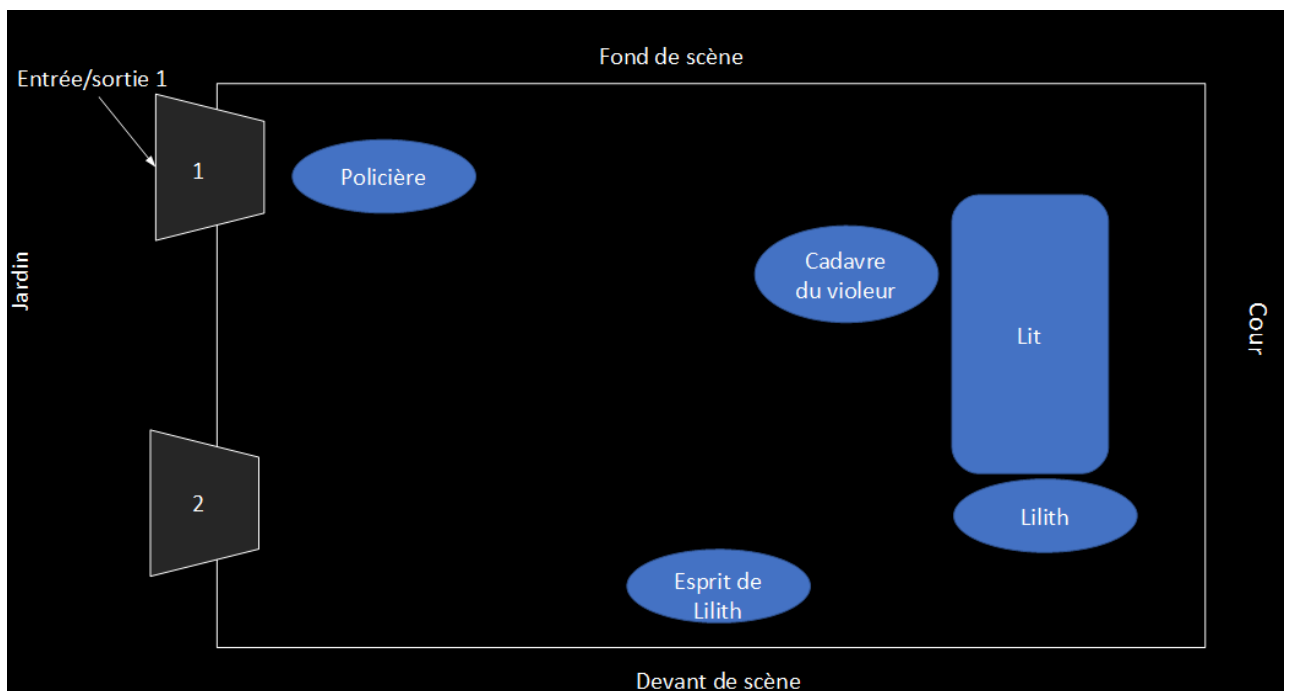 Fond de scène
Entrée/sortie 1
1
Policière
Jardin
Cadavre
du violeur
Lit
Cour
2
Lilith
Esprit de
Lilith
Devant de scène